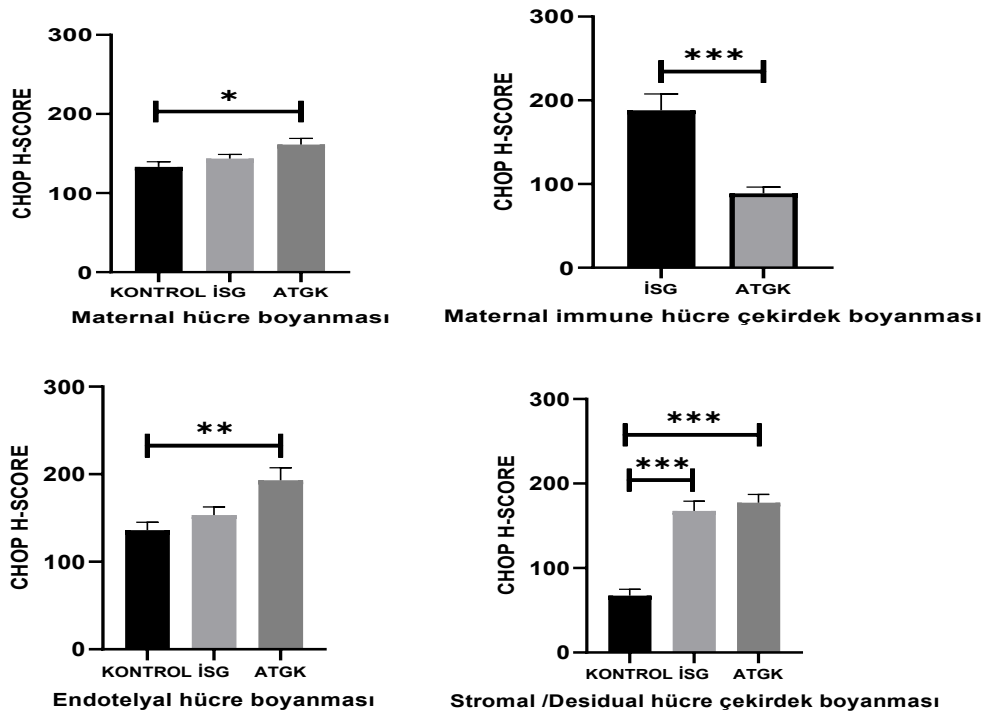 CHOP H-SCORE
300
200
100
0
*
KONTROL İSG ATGK
Maternal hücre boyanması
CHOP H-SCORE
300
200
100
0
***
İSG ATGK
Maternal immune hücre çekirdek boyanması
CHOP H-SCORE
300
200
100
0
**
KONTROL İSG ATGK
Endotelyal hücre boyanması
CHOP H-SCORE
300
200
100
0
***
***
KONTROL İSG ATGK
Stromal /Desidual hücre çekirdek boyanması